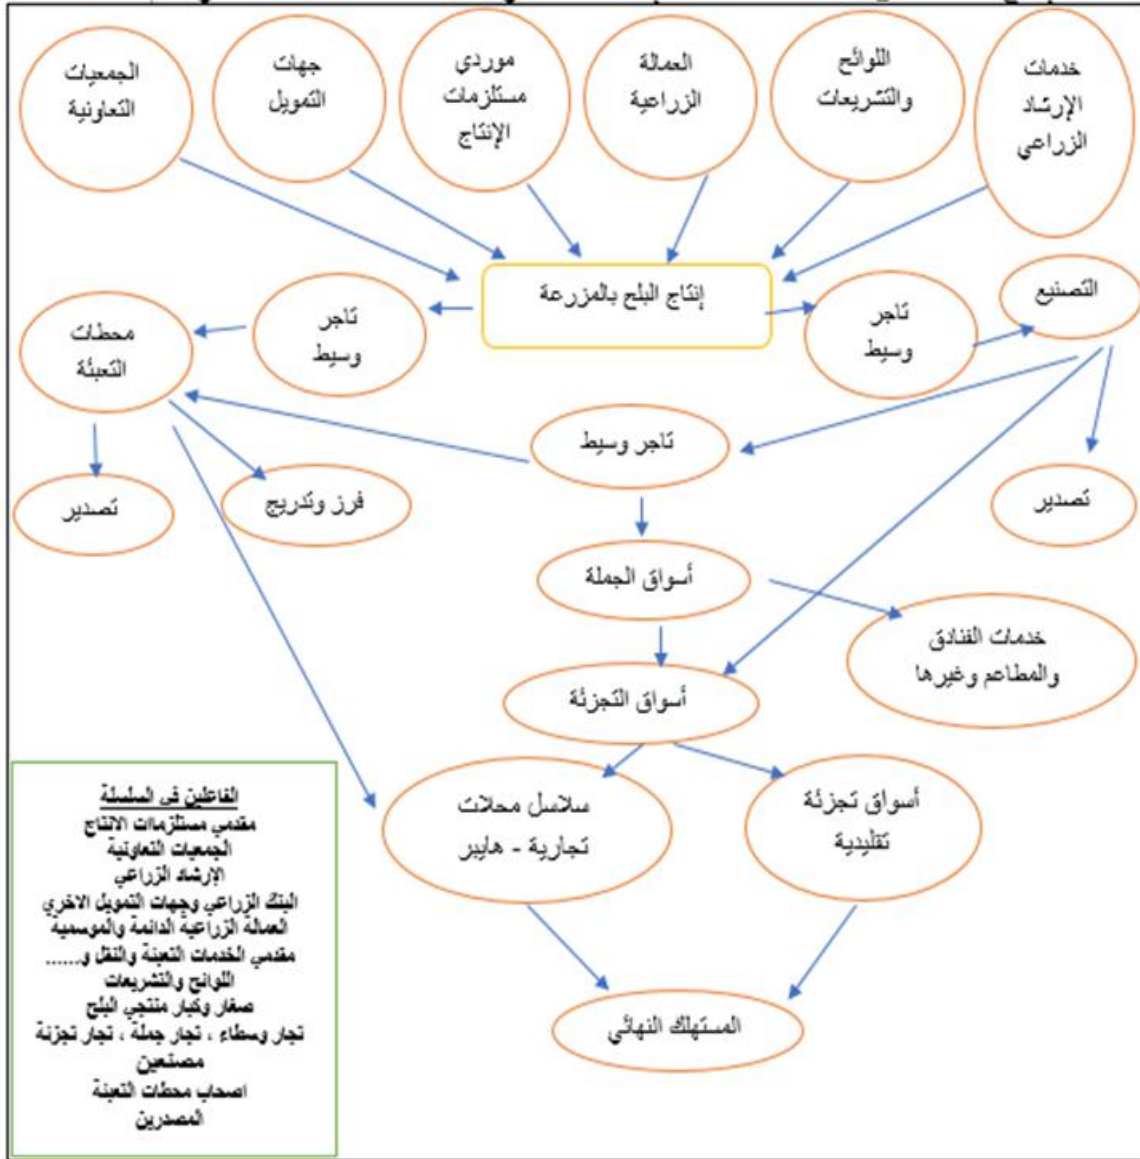 خدمات
الإرشاد
الزراعي
اللوائح
والتشريعات
العمالة
الزراعية
موردي
مستلزمات
الإنتاج
جهات
التمويل
الجمعيات
التعاونية
إنتاج البلح بالمزرعة
التصنيع
تاجر
وسيط
تاجر
وسيط
محطات
التعبئة
تاجر وسيط
تصدير
فرز وتدريج
تصدير
أسواق الجملة
خدمات الفنادق
والمطاعم وغيرها
أسواق التجزئة
أسواق تجزئة
تقليدية
سلاسل محلات
تجارية - هايبر
المستهلك النهائي
الفاعلين فى السلسلة
مقدمي مستلزماات الانتاج
الجمعيات التعاونية
الإرشاد الزراعي
البنك الزراعي وجهات التمويل الاخري
العمالة الزراعية الدائمة والموسمية
مقدمي الخدمات التعبئة والنقل و......
اللوائح والتشريعات
صغار وكبار منتجي البلح
تجار وسطاء ، تجار جملة ، تجار تجزئة
مصنعين
اصحاب محطات التعبئة
المصدرين